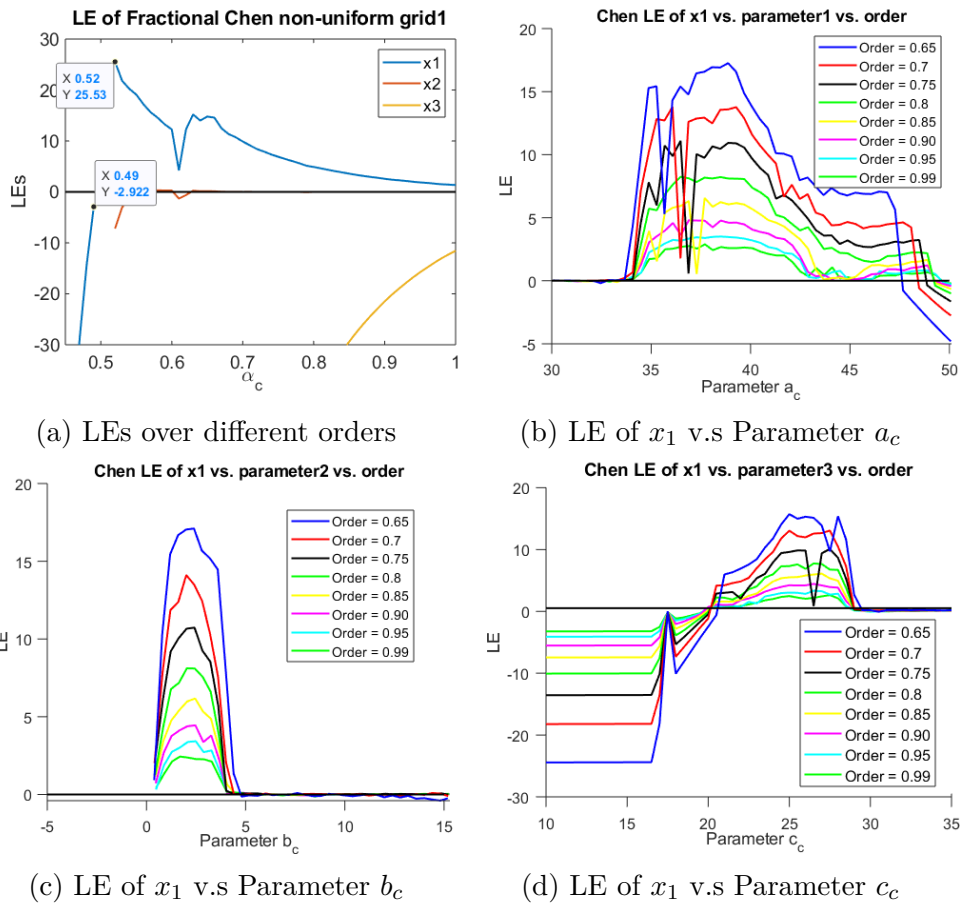 LE of Fractional Chen non-uniform grid1
30
20
10
0
-10
-20
-30
LEs
X 0.52
Y 25.53
X 0.49
Y -2.922
x1
x2
x3
0.5
0.6
0.7
0.8
0.9
1
α_c
(a) LEs over different orders
Chen LE of x1 vs. parameter1 vs. order
20
15
10
5
0
-5
LE
Order = 0.65
Order = 0.7
Order = 0.75
Order = 0.8
Order = 0.85
Order = 0.90
Order = 0.95
Order = 0.99
30
35
40
45
50
Parameter a_c
(b) LE of x_1 v.s Parameter a_c
Chen LE of x1 vs. parameter2 vs. order
20
15
10
5
0
LE
Order = 0.65
Order = 0.7
Order = 0.75
Order = 0.8
Order = 0.85
Order = 0.90
Order = 0.95
Order = 0.99
-5
0
5
10
15
Parameter b_c
(c) LE of x_1 v.s Parameter b_c
Chen LE of x1 vs. parameter3 vs. order
20
10
0
-10
-20
-30
LE
Order = 0.65
Order = 0.7
Order = 0.75
Order = 0.8
Order = 0.85
Order = 0.90
Order = 0.95
Order = 0.99
10
15
20
25
30
35
Parameter c_c
(d) LE of x_1 v.s Parameter c_c